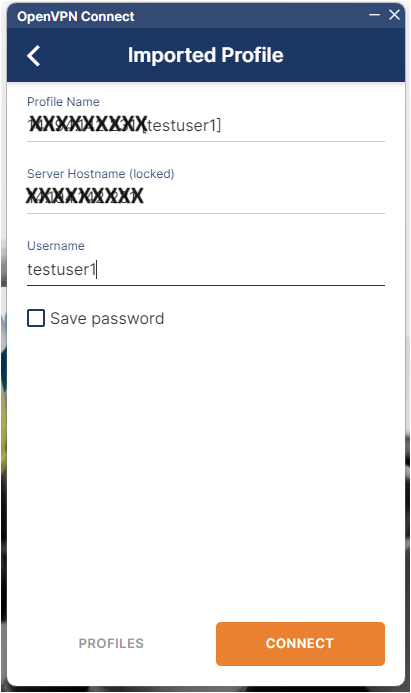 OpenVPN Connect
Imported Profile
Profile Name
XXXXXXXXX [testuser1]
Server Hostname (locked)
XXXXXXXXX
Username
testuser1
Save password
PROFILES
CONNECT